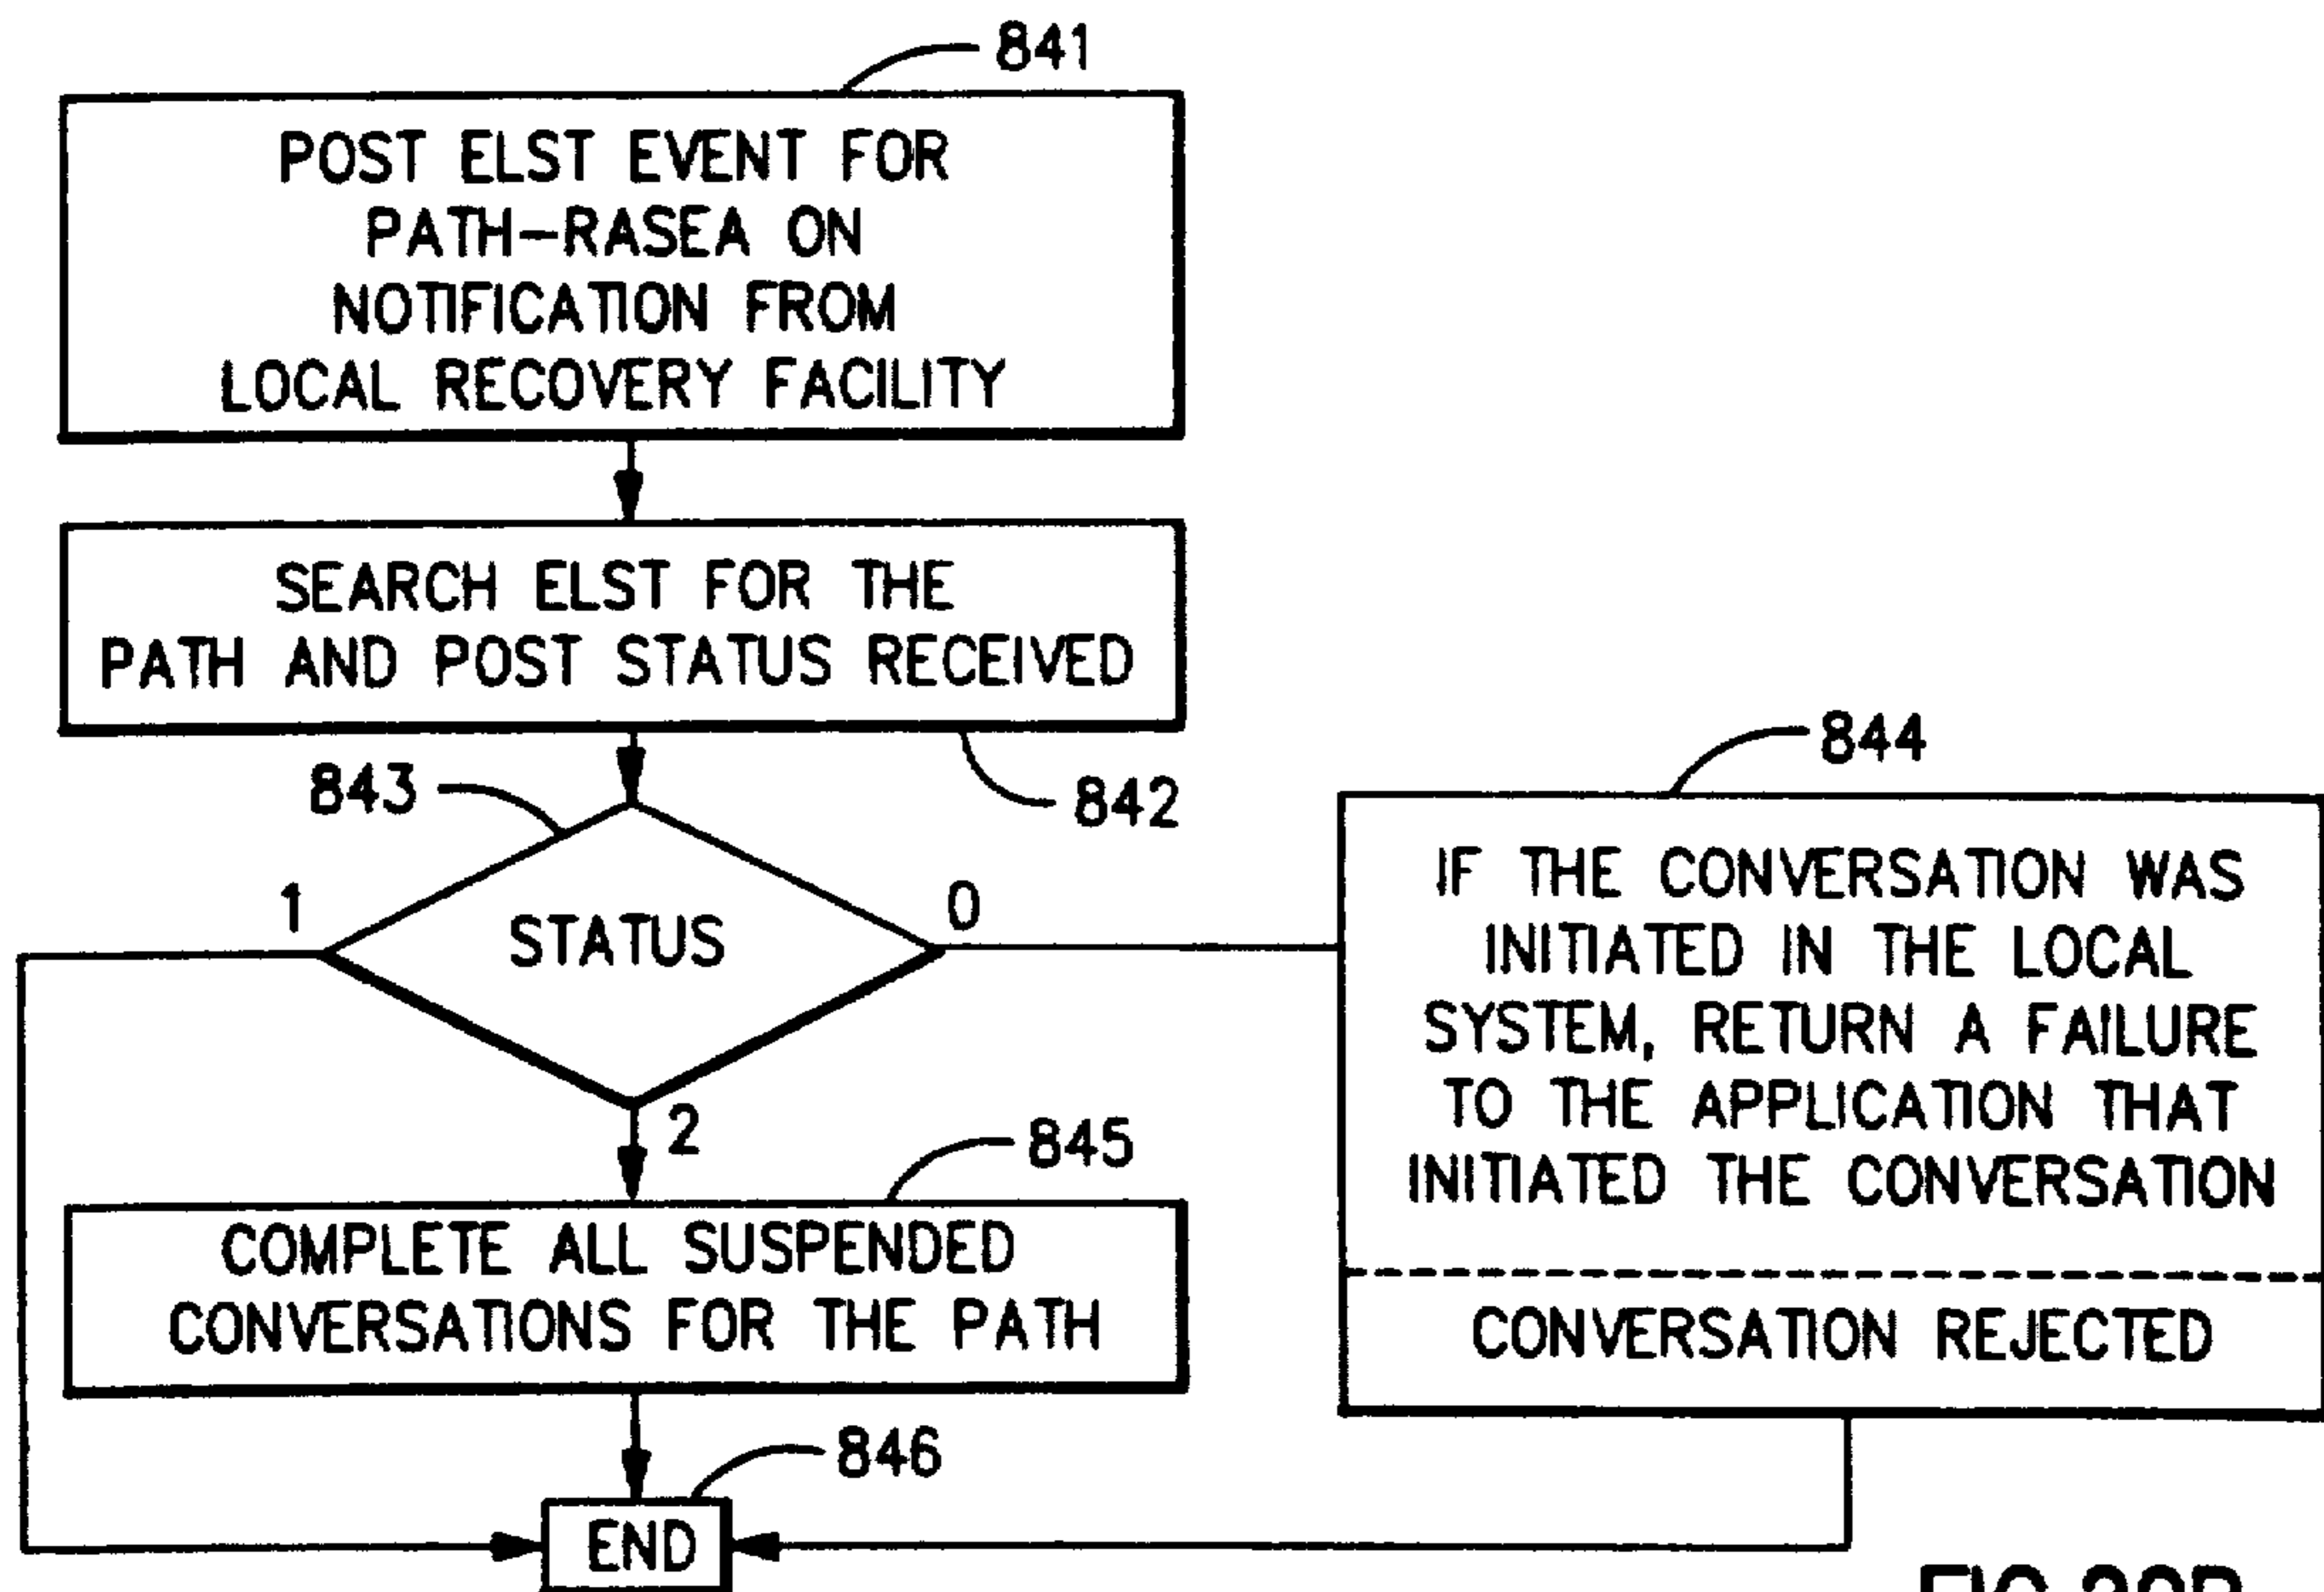 841
POST ELST EVENT FOR
PATH-RASEA ON
NOTIFICATION FROM
LOCAL RECOVERY FACILITY
SEARCH ELST FOR THE
PATH AND POST STATUS RECEIVED
842
843
STATUS
1
0
2
844
IF THE CONVERSATION WAS
INITIATED IN THE LOCAL
SYSTEM, RETURN A FAILURE
TO THE APPLICATION THAT
INITIATED THE CONVERSATION
CONVERSATION REJECTED
845
COMPLETE ALL SUSPENDED
CONVERSATIONS FOR THE PATH
846
END